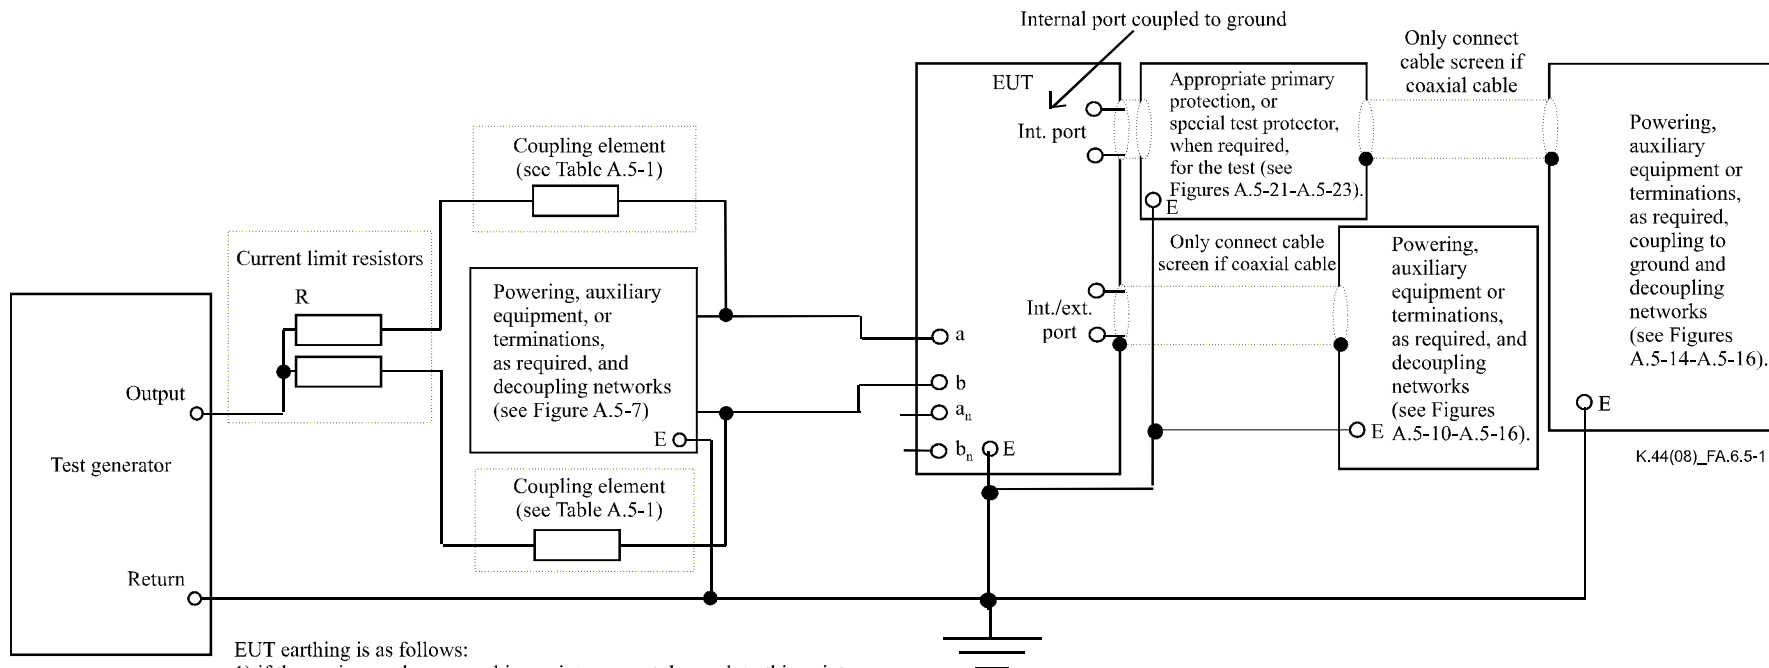 Internal port coupled to ground
Only connect
cable screen if
coaxial cable
EUT
Int. port
Appropriate primary
protection, or
special test protector,
when required,
for the test (see
Figures A.5-21-A.5-23).
E
Powering,
auxiliary
equipment or
terminations,
as required,
coupling to
ground and
decoupling
networks
(see Figures
A.5-14-A.5-16).
E
Coupling element
(see Table A.5-1)
Current limit resistors
R
Powering, auxiliary
equipment, or
terminations,
as required, and
decoupling networks
(see Figure A.5-7)
E
Only connect cable
screen if coaxial cable
Int./ext.
port
Powering,
auxiliary
equipment or
terminations,
as required, and
decoupling
networks
(see Figures
A.5-10-A.5-16).
E
a
b
an
bn
E
Output
Test generator
Return
Coupling element
(see Table A.5-1)
K.44(08)_FA.6.5-1
EUT earthing is as follows: